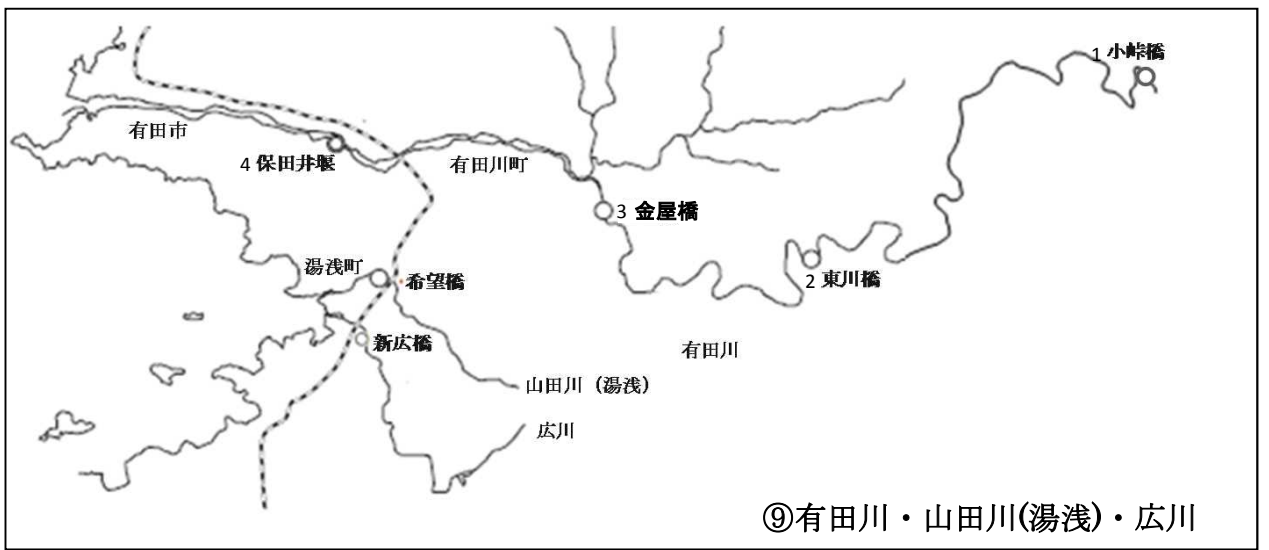 1 小峠橋
有田市
4 保田井堰
有田川町
3 金屋橋
湯浅町
希望橋
2 東川橋
新広橋
有田川
山田川（湯浅）
広川
⑨有田川・山田川(湯浅)・広川